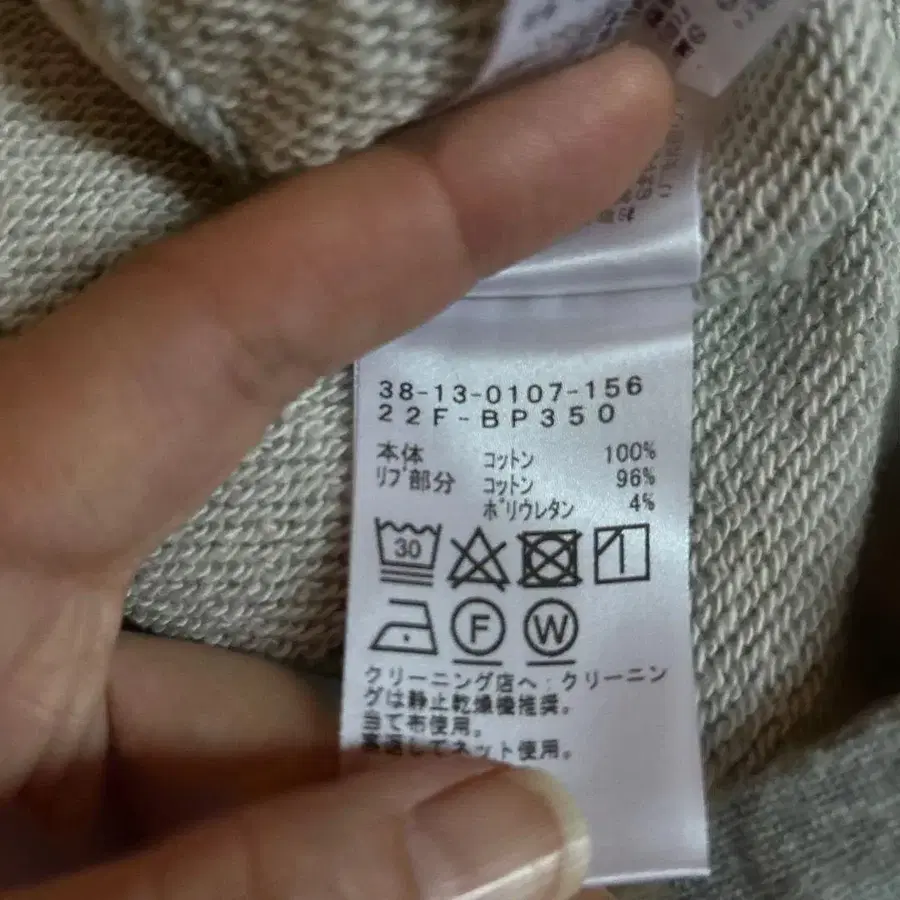 38-13-0107-156
22F-BP350
本体 コットン 100%
リブ部分 コットン 96%
ポリウレタン 4%
30
F W
クリーニング店へ:クリーニン
グは静止乾燥機推奨。
当て布使用。
裏返してネット使用。